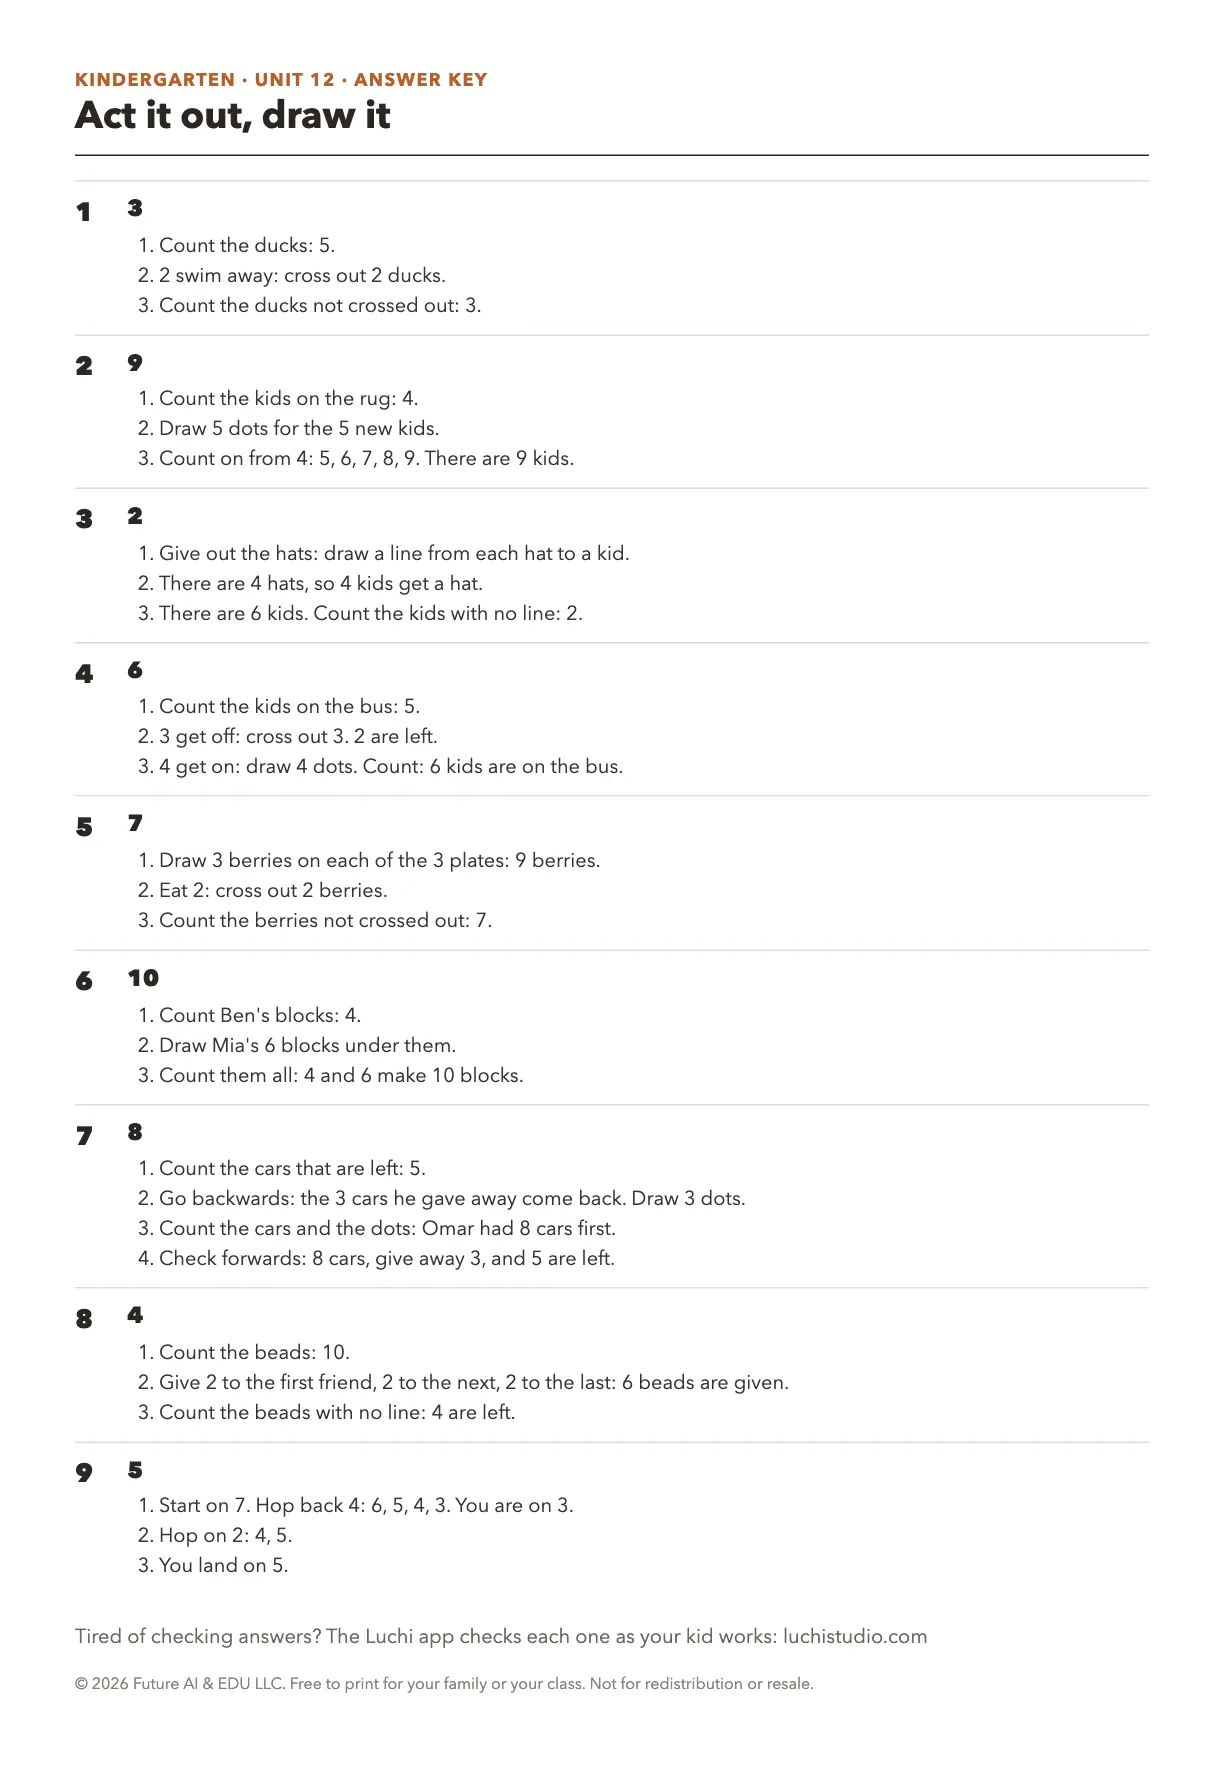 KINDERGARTEN · UNIT 12 · ANSWER KEY
Act it out, draw it
1 3
1. Count the ducks: 5.
2. 2 swim away: cross out 2 ducks.
3. Count the ducks not crossed out: 3.
2 9
1. Count the kids on the rug: 4.
2. Draw 5 dots for the 5 new kids.
3. Count on from 4: 5, 6, 7, 8, 9. There are 9 kids.
3 2
1. Give out the hats: draw a line from each hat to a kid.
2. There are 4 hats, so 4 kids get a hat.
3. There are 6 kids. Count the kids with no line: 2.
4 6
1. Count the kids on the bus: 5.
2. 3 get off: cross out 3. 2 are left.
3. 4 get on: draw 4 dots. Count: 6 kids are on the bus.
5 7
1. Draw 3 berries on each of the 3 plates: 9 berries.
2. Eat 2: cross out 2 berries.
3. Count the berries not crossed out: 7.
6 10
1. Count Ben's blocks: 4.
2. Draw Mia's 6 blocks under them.
3. Count them all: 4 and 6 make 10 blocks.
7 8
1. Count the cars that are left: 5.
2. Go backwards: the 3 cars he gave away come back. Draw 3 dots.
3. Count the cars and the dots: Omar had 8 cars first.
4. Check forwards: 8 cars, give away 3, and 5 are left.
8 4
1. Count the beads: 10.
2. Give 2 to the first friend, 2 to the next, 2 to the last: 6 beads are given.
3. Count the beads with no line: 4 are left.
9 5
1. Start on 7. Hop back 4: 6, 5, 4, 3. You are on 3.
2. Hop on 2: 4, 5.
3. You land on 5.
Tired of checking answers? The Luchi app checks each one as your kid works: luchistudio.com
© 2026 Future AI & EDU LLC. Free to print for your family or your class. Not for redistribution or resale.